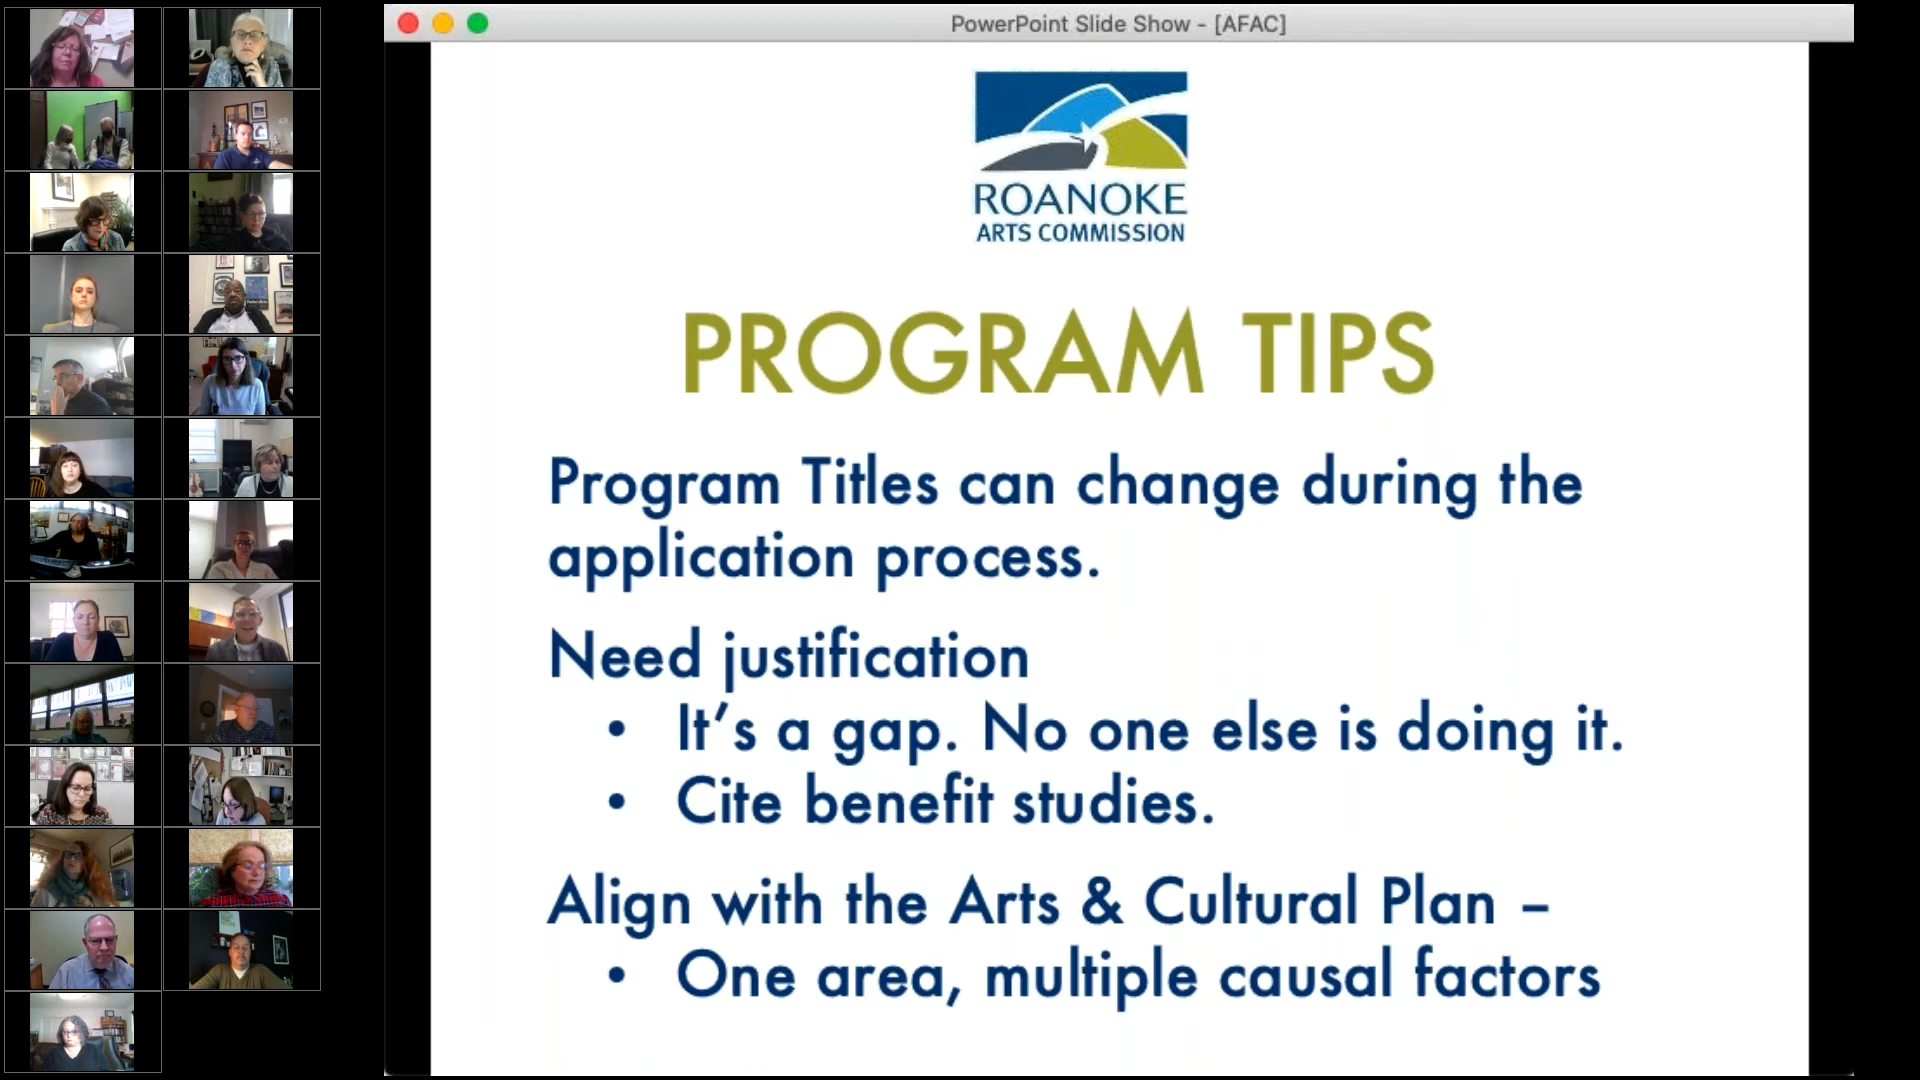 PowerPoint Slide Show - [AFAC]
ROANOKE
ARTS COMMISSION
PROGRAM TIPS
Program Titles can change during the
application process.
Need justification
• It’s a gap. No one else is doing it.
• Cite benefit studies.
Align with the Arts & Cultural Plan –
• One area, multiple causal factors